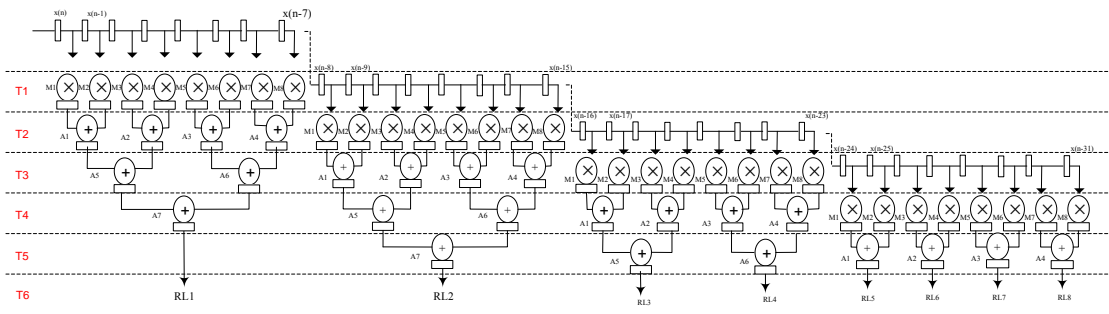 x(n) x(n-1) x(n-7)
x(n-8) x(n-9) x(n-15)
T1 M1 M2 M3 M4 M5 M6 M7 M8
x(n-16) x(n-17) x(n-23)
T2 A1 A2 A3 A4 M1 M2 M3 M4 M5 M6 M7 M8
x(n-24) x(n-25) x(n-31)
T3 A5 A6 A1 A2 A3 A4 M1 M2 M3 M4 M5 M6 M7 M8
T4 A7 A5 A6 A1 A2 A3 A4 M1 M2 M3 M4 M5 M6 M7 M8
T5 A7 A5 A6 A1 A2 A3 A4
T6 RL1 RL2 RL3 RL4 RL5 RL6 RL7 RL8